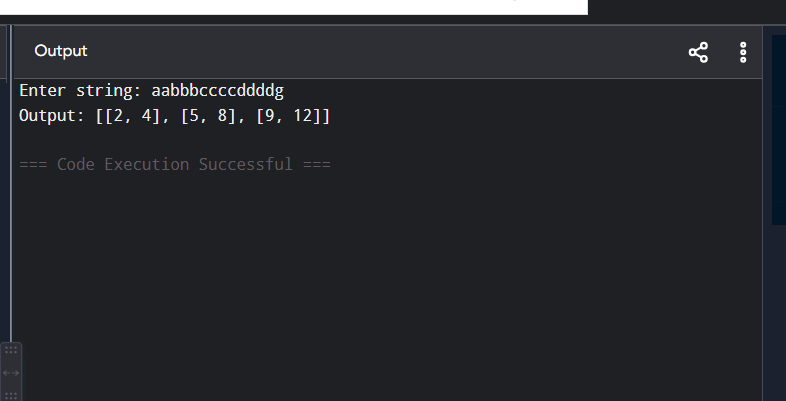 Output
Enter string: aabbbccccddddg
Output: [[2, 4], [5, 8], [9, 12]]
=== Code Execution Successful ===